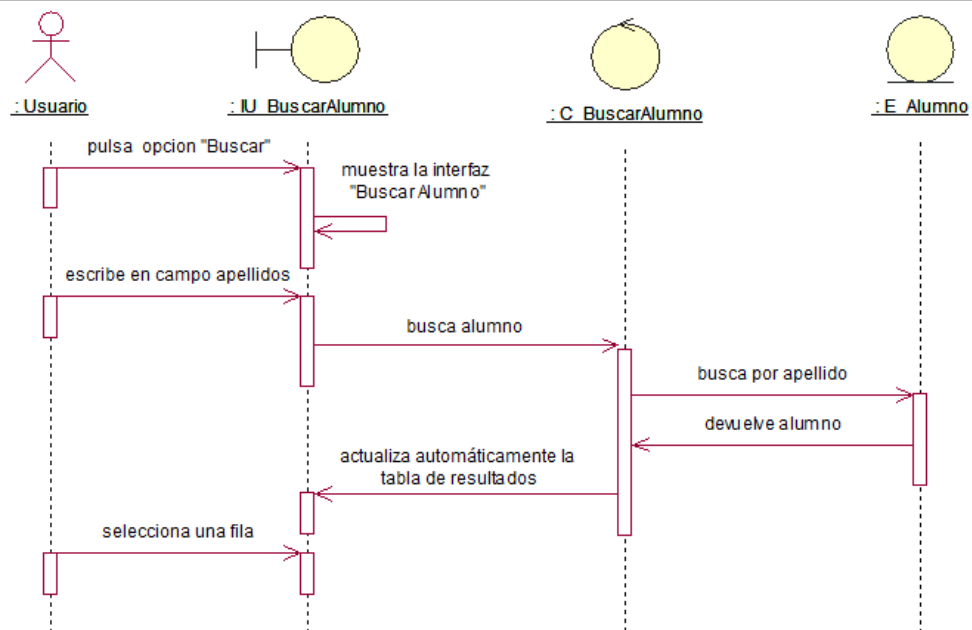 : Usuario
: IU_BuscarAlumno
: C_BuscarAlumno
: E_Alumno
pulsa opcion "Buscar"
muestra la interfaz
"Buscar Alumno"
escribe en campo apellidos
busca alumno
busca por apellido
devuelve alumno
actualiza automáticamente la
tabla de resultados
selecciona una fila